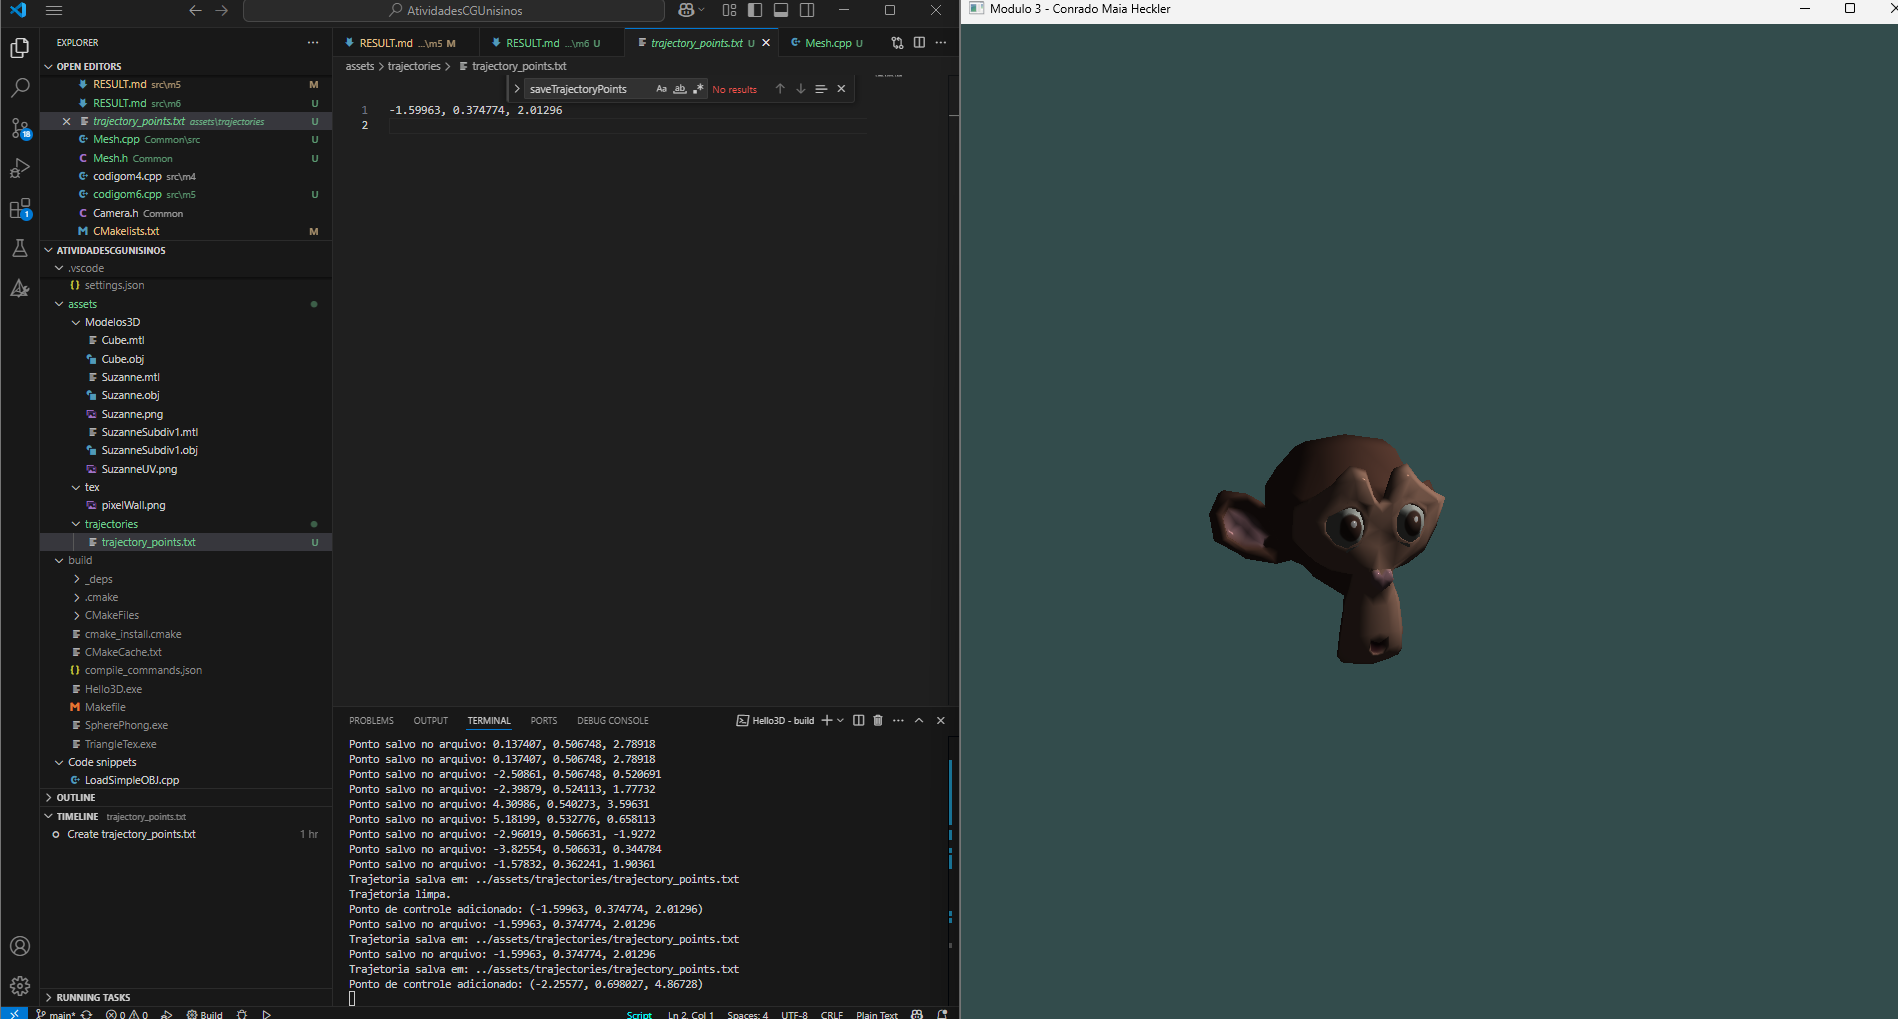 AtividadesCGUnisinos
Modulo 3 - Conrado Maia Heckler
EXPLORER
RESULT.md ...\m5 M
RESULT.md ...\m6 U
trajectory_points.txt U
Mesh.cpp U
OPEN EDITORS
RESULT.md src\m5 M
RESULT.md src\m6 U
trajectory_points.txt assets\trajectories U
Mesh.cpp Common\src U
Mesh.h Common U
codigom4.cpp src\m4
codigom6.cpp src\m5 U
Camera.h Common
CMakelists.txt M
18
1
ATIVIDADESCGUNISINOS
.vscode
settings.json
assets
Modelos3D
Cube.mtl
Cube.obj
Suzanne.mtl
Suzanne.obj
Suzanne.png
SuzanneSubdiv1.mtl
SuzanneSubdiv1.obj
SuzanneUV.png
tex
pixelWall.png
trajectories
trajectory_points.txt U
build
_deps
.cmake
CMakeFiles
cmake_install.cmake
CMakeCache.txt
compile_commands.json
Hello3D.exe
Makefile
SpherePhong.exe
TriangleTex.exe
Code snippets
LoadSimpleOBJ.cpp
OUTLINE
TIMELINE trajectory_points.txt
Create trajectory_points.txt 1 hr
RUNNING TASKS
assets > trajectories > trajectory_points.txt
saveTrajectoryPoints Aa ab No results
1 -1.59963, 0.374774, 2.01296
2
PROBLEMS OUTPUT TERMINAL PORTS DEBUG CONSOLE
Hello3D - build
Ponto salvo no arquivo: 0.137407, 0.506748, 2.78918
Ponto salvo no arquivo: 0.137407, 0.506748, 2.78918
Ponto salvo no arquivo: -2.50861, 0.506748, 0.520691
Ponto salvo no arquivo: -2.39879, 0.524113, 1.77732
Ponto salvo no arquivo: 4.30986, 0.540273, 3.59631
Ponto salvo no arquivo: 5.18199, 0.532776, 0.658113
Ponto salvo no arquivo: -2.96019, 0.506631, -1.9272
Ponto salvo no arquivo: -3.82554, 0.506631, 0.344784
Ponto salvo no arquivo: -1.57832, 0.362241, 1.90361
Trajetoria salva em: ../assets/trajectories/trajectory_points.txt
Trajetoria limpa.
Ponto de controle adicionado: (-1.59963, 0.374774, 2.01296)
Ponto salvo no arquivo: -1.59963, 0.374774, 2.01296
Trajetoria salva em: ../assets/trajectories/trajectory_points.txt
Ponto salvo no arquivo: -1.59963, 0.374774, 2.01296
Trajetoria salva em: ../assets/trajectories/trajectory_points.txt
Ponto de controle adicionado: (-2.25577, 0.698027, 4.86728)
main* 0 0 Build Script Ln 2, Col 1 Spaces: 4 UTF-8 CRLF Plain Text